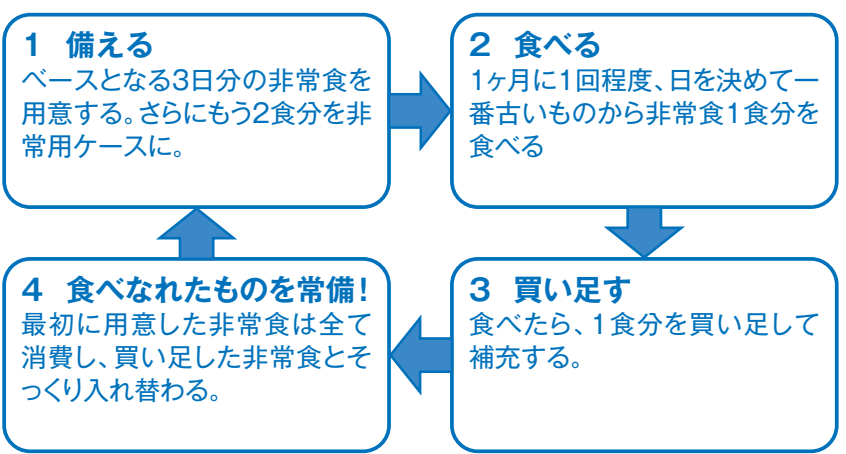 1 備える
ベースとなる3日分の非常食を
用意する。さらにもう2食分を非
常用ケースに。
2 食べる
1ヶ月に1回程度、日を決めて一
番古いものから非常食1食分を
食べる
3 買い足す
食べたら、1食分を買い足して
補充する。
4 食べなれたものを常備!
最初に用意した非常食は全て
消費し、買い足した非常食とそ
っくり入れ替わる。